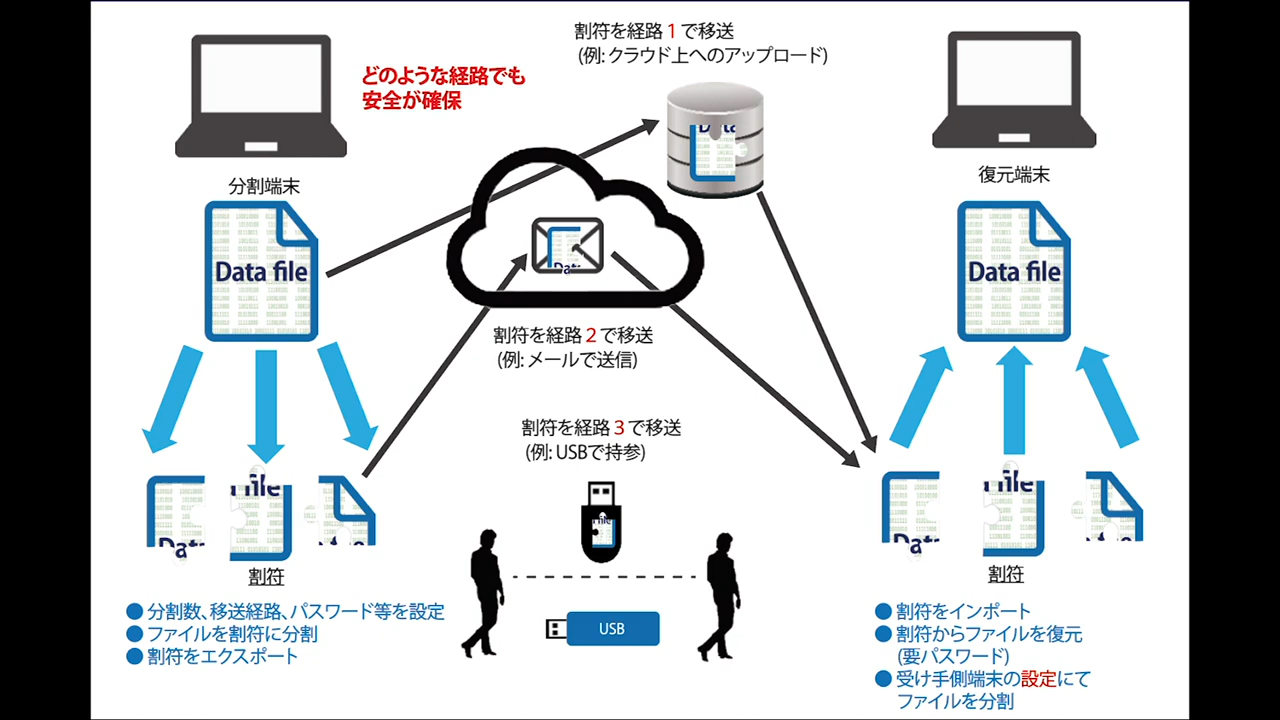 割符を経路 1 で移送
(例: クラウド上へのアップロード)
どのような経路でも
安全が確保
分割端末
復元端末
Data file
Data file
割符を経路 2 で移送
(例: メールで送信)
割符を経路 3 で移送
(例: USBで持参)
割符
割符
USB
● 分割数、移送経路、パスワード等を設定
● ファイルを割符に分割
● 割符をエクスポート
● 割符をインポート
● 割符からファイルを復元
(要パスワード)
● 受け手側端末の設定にて
ファイルを分割